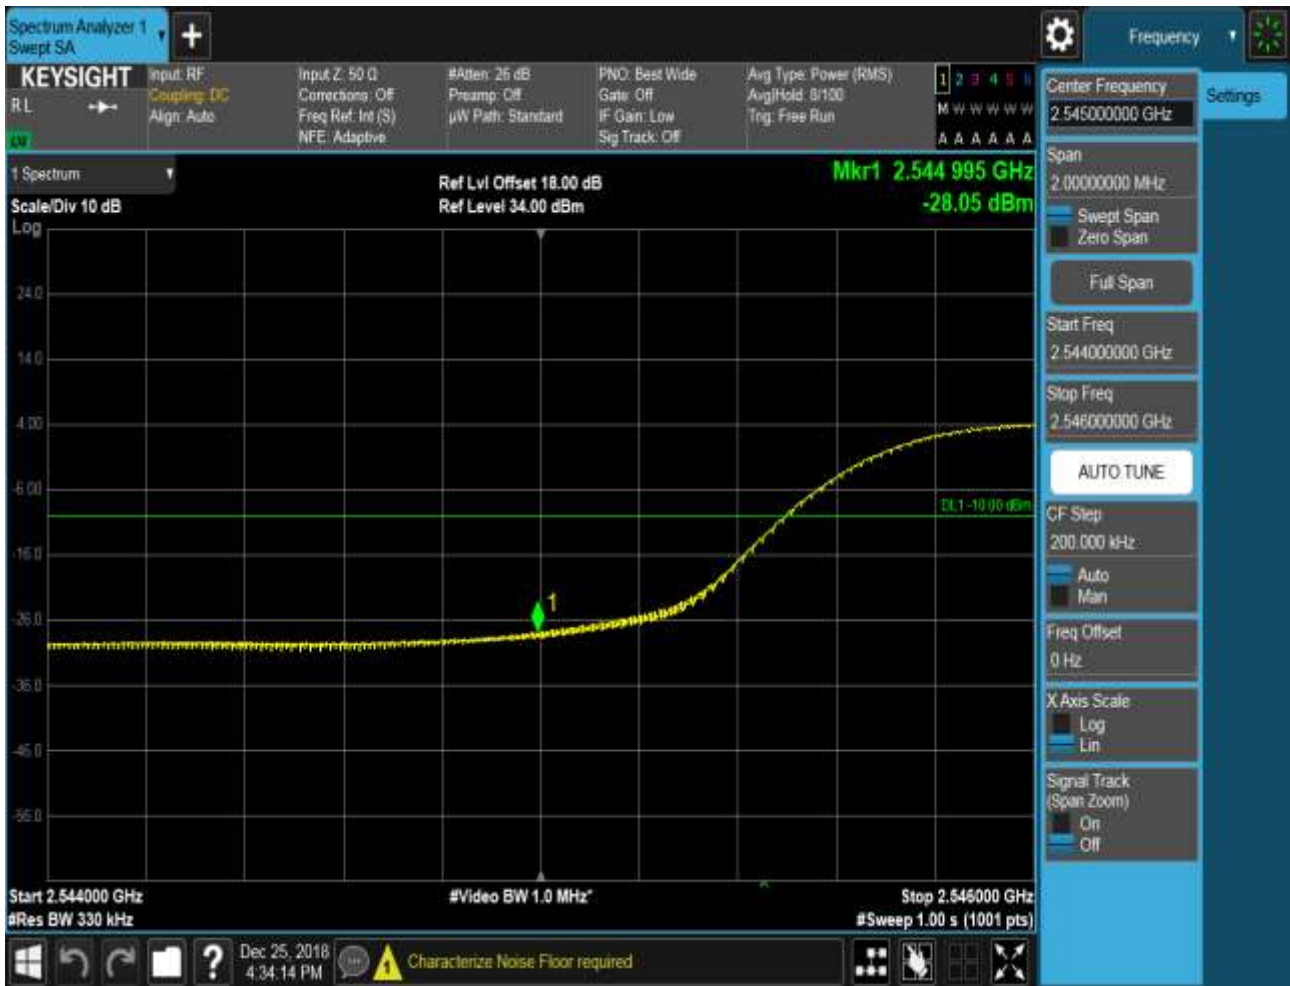 Spectrum Analyzer 1
Swept SA
Frequency
KEYSIGHT
RL
Input: RF
Coupling: DC
Align: Auto
Input Z: 50 Ω
Corrections: Off
Freq Ref: Int (S)
NFE: Adaptive
#Atten: 26 dB
Preamp: Off
µW Path: Standard
PNO: Best Wide
Gate: Off
IF Gain: Low
Sig Track: Off
Avg Type: Power (RMS)
Avg|Hold: 8/100
Trig: Free Run
1 2 3 4 5 6
M W W W W W
A A A A A A
1 Spectrum
Scale/Div 10 dB
Ref Lvl Offset 18.00 dB
Ref Level 34.00 dBm
Mkr1 2.544 995 GHz
-28.05 dBm
Log
24.0
14.0
4.00
-6.00
-16.0
-26.0
-36.0
-46.0
-56.0
DL1 -10.00 dBm
1
Start 2.544000 GHz
#Res BW 330 kHz
#Video BW 1.0 MHz*
Stop 2.546000 GHz
#Sweep 1.00 s (1001 pts)
Center Frequency
2.545000000 GHz
Settings
Span
2.00000000 MHz
Swept Span
Zero Span
Full Span
Start Freq
2.544000000 GHz
Stop Freq
2.546000000 GHz
AUTO TUNE
CF Step
200.000 kHz
Auto
Man
Freq Offset
0 Hz
X Axis Scale
Log
Lin
Signal Track
(Span Zoom)
On
Off
?
Dec 25, 2018
4:34:14 PM
1
Characterize Noise Floor required